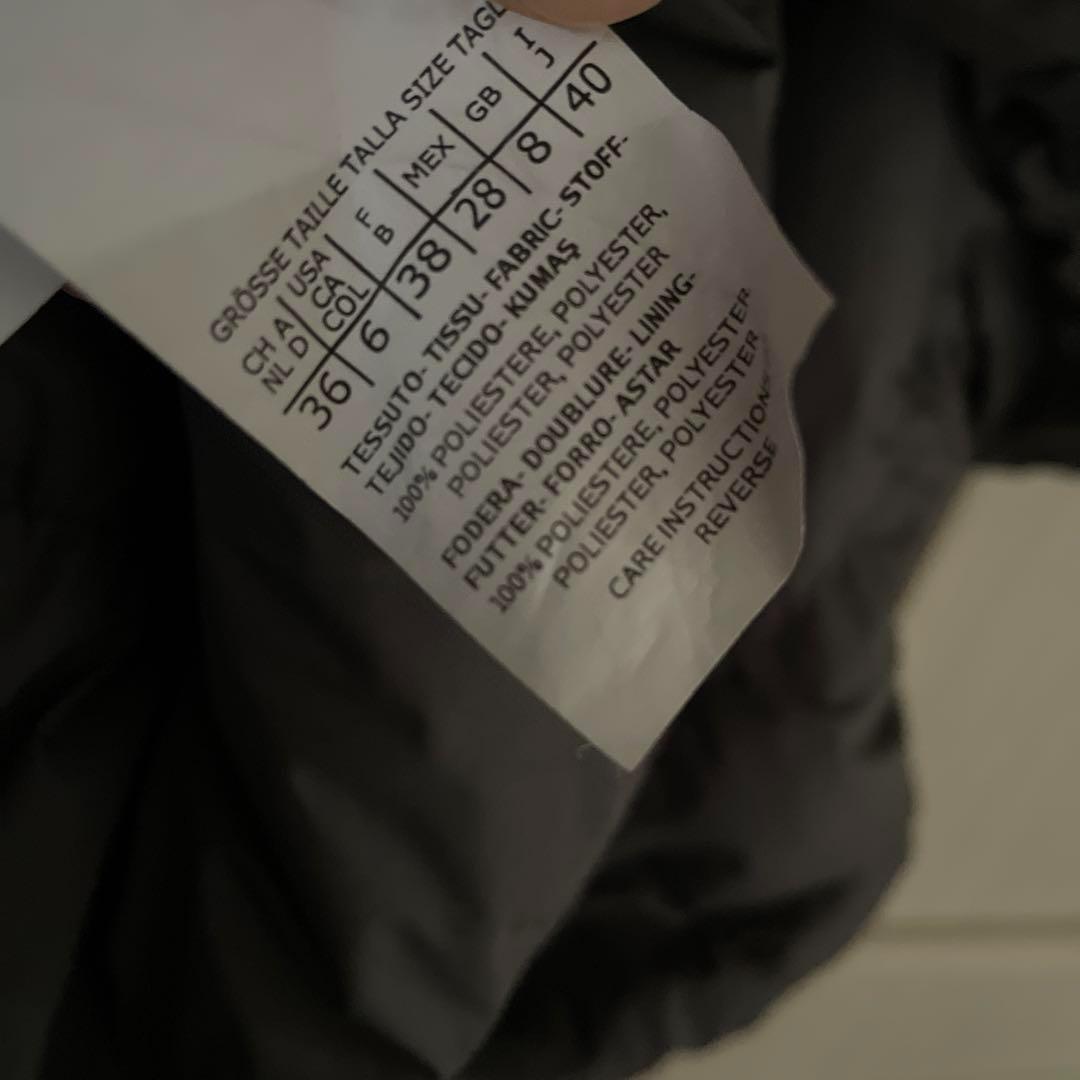 GRÖSSE TAILLE TALLA SIZE
CH A USA F MEX GB I
NL D CA B J
COL
36 6 38 28 8 40
TESSUTO- TISSU- FABRIC- STOFF-
TEJIDO- TECIDO- KUMAŞ
100% POLIESTERE, POLYESTER,
POLIESTER, POLYESTER
FODERA- DOUBLURE- LINING-
FUTTER- FORRO- ASTAR
100% POLIESTERE, POLYESTER
POLIESTER, POLYESTER
CARE INSTRUCTION
REVERSE